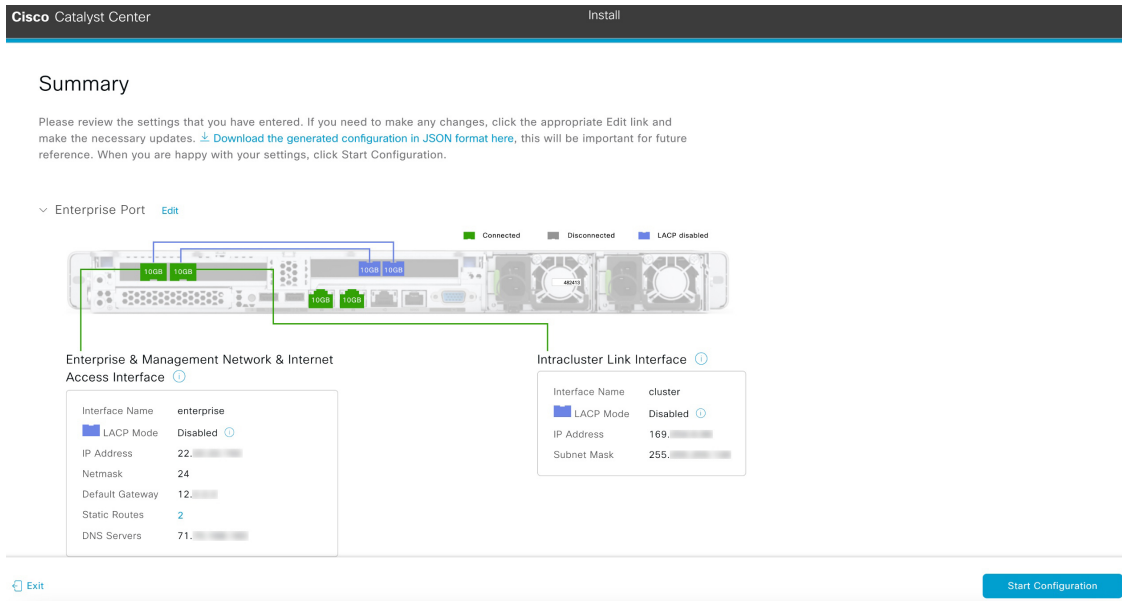 Cisco Catalyst Center
Install
Summary
Please review the settings that you have entered. If you need to make any changes, click the appropriate Edit link and
make the necessary updates. Download the generated configuration in JSON format here, this will be important for future
reference. When you are happy with your settings, click Start Configuration.
Enterprise Port Edit
Connected Disconnected LACP disabled
10GB 10GB 10GB 10GB
482413
10GB 10GB
Enterprise & Management Network & Internet
Access Interface
Interface Name enterprise
LACP Mode Disabled
IP Address 22.
Netmask 24
Default Gateway 12.
Static Routes 2
DNS Servers 71.
Intracluster Link Interface
Interface Name cluster
LACP Mode Disabled
IP Address 169.
Subnet Mask 255.
Exit
Start Configuration